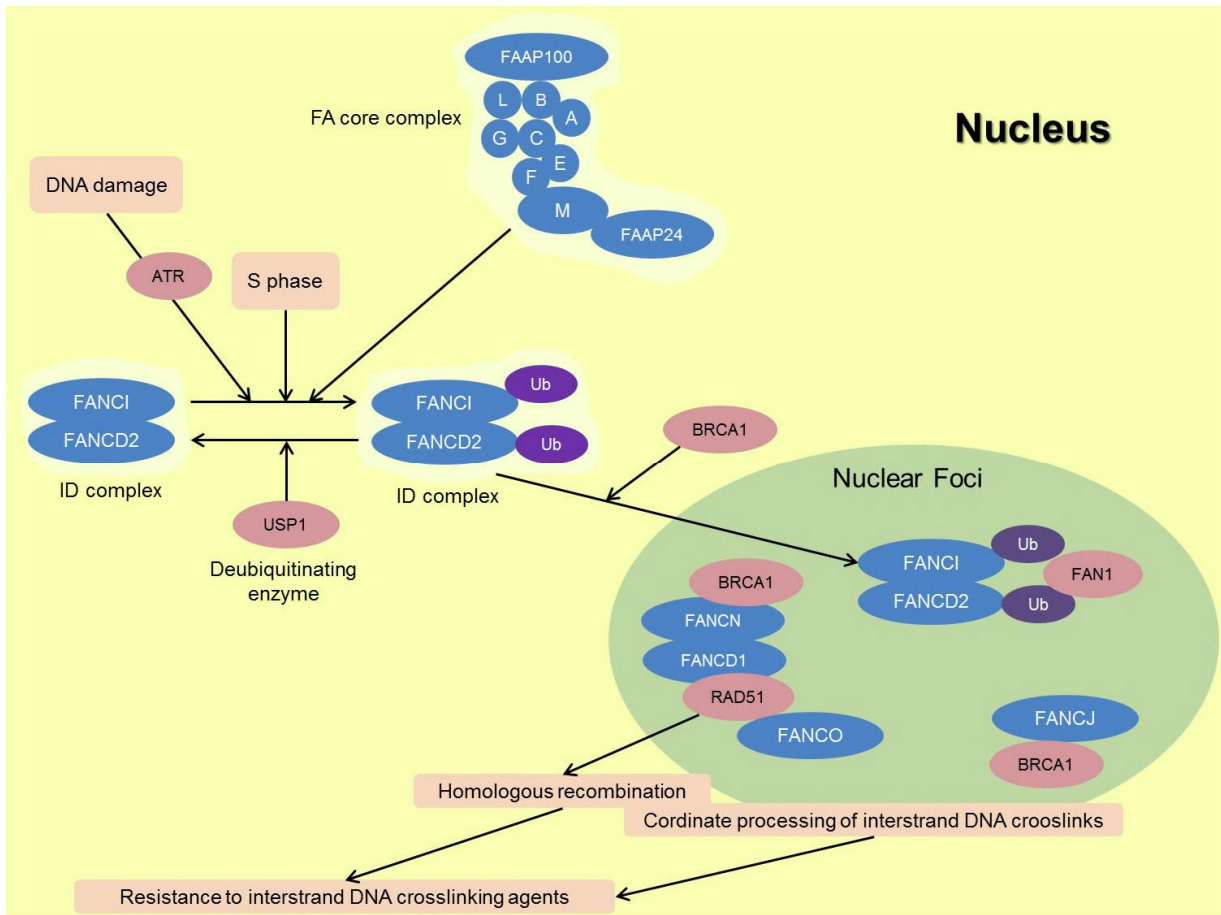 FAAP100
L
B
A
FA core complex
G
C
E
F
M
FAAP24
Nucleus
DNA damage
ATR
S phase
FANCI
FANCD2
ID complex
FANCI
Ub
FANCD2
Ub
ID complex
USP1
Deubiquitinating
enzyme
BRCA1
Nuclear Foci
FANCI
Ub
FAN1
FANCD2
Ub
BRCA1
FANCN
FANCD1
RAD51
FANCO
FANCJ
BRCA1
Homologous recombination
Cordinate processing of interstrand DNA crooslinks
Resistance to interstrand DNA crosslinking agents